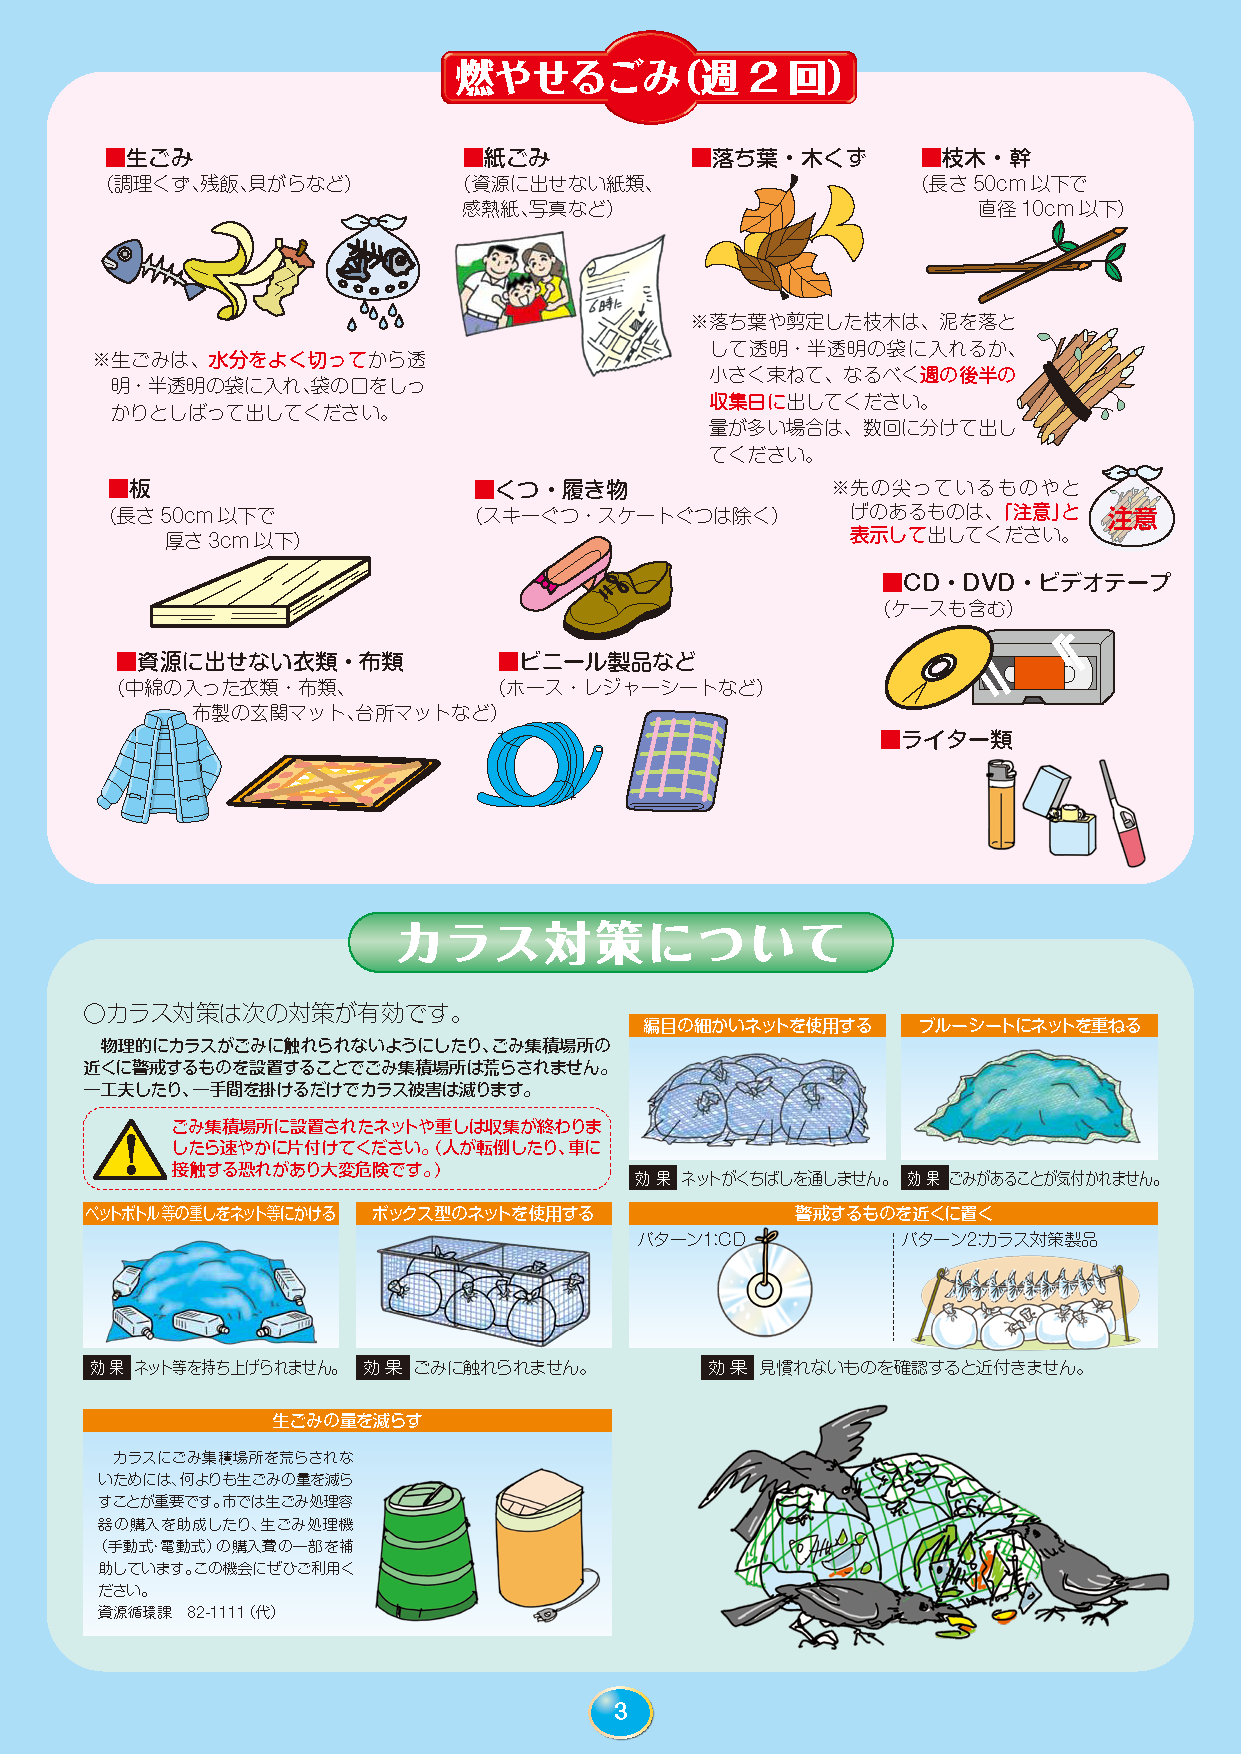 燃やせるごみ(週2回)
■生ごみ
(調理くず、残飯、貝がらなど)
※生ごみは、水分をよく切ってから透
明・半透明の袋に入れ、袋の口をしっ
かりとしばって出してください。
■紙ごみ
(資源に出せない紙類、
感熱紙、写真など)
6時に
■落ち葉・木くず
■枝木・幹
(長さ50cm以下で
直径10cm以下)
※落ち葉や剪定した枝木は、泥を落と
して透明・半透明の袋に入れるか、
小さく束ねて、なるべく週の後半の
収集日に出してください。
量が多い場合は、数回に分けて出し
てください。
■板
(長さ50cm以下で
厚さ3cm以下)
■くつ・履き物
(スキーぐつ・スケートぐつは除く)
※先の尖っているものやと
げのあるものは、「注意」と
表示して出してください。
注意
■CD・DVD・ビデオテープ
(ケースも含む)
■資源に出せない衣類・布類
(中綿の入った衣類・布類、
布製の玄関マット、台所マットなど)
■ビニール製品など
(ホース・レジャーシートなど)
■ライター類
カラス対策について
○カラス対策は次の対策が有効です。
物理的にカラスがごみに触れられないようにしたり、ごみ集積場所の
近くに警戒するものを設置することでごみ集積場所は荒らされません。
一工夫したり、一手間を掛けるだけでカラス被害は減ります。
ごみ集積場所に設置されたネットや重しは収集が終わりま
したら速やかに片付けてください。(人が転倒したり、車に
接触する恐れがあり大変危険です。)
編目の細かいネットを使用する
効果 ネットがくちばしを通しません。
ブルーシートにネットを重ねる
効果 ごみがあることが気付かれません。
ペットボトル等の重しをネット等にかける
効果 ネット等を持ち上げられません。
ボックス型のネットを使用する
効果 ごみに触れられません。
警戒するものを近くに置く
パターン1:CD
パターン2:カラス対策製品
効果 見慣れないものを確認すると近付きません。
生ごみの量を減らす
カラスにごみ集積場所を荒らされな
いためには、何よりも生ごみの量を減ら
すことが重要です。市では生ごみ処理容
器の購入を助成したり、生ごみ処理機
(手動式・電動式)の購入費の一部を補
助しています。この機会にぜひご利用く
ださい。
資源循環課 82-1111(代)
3